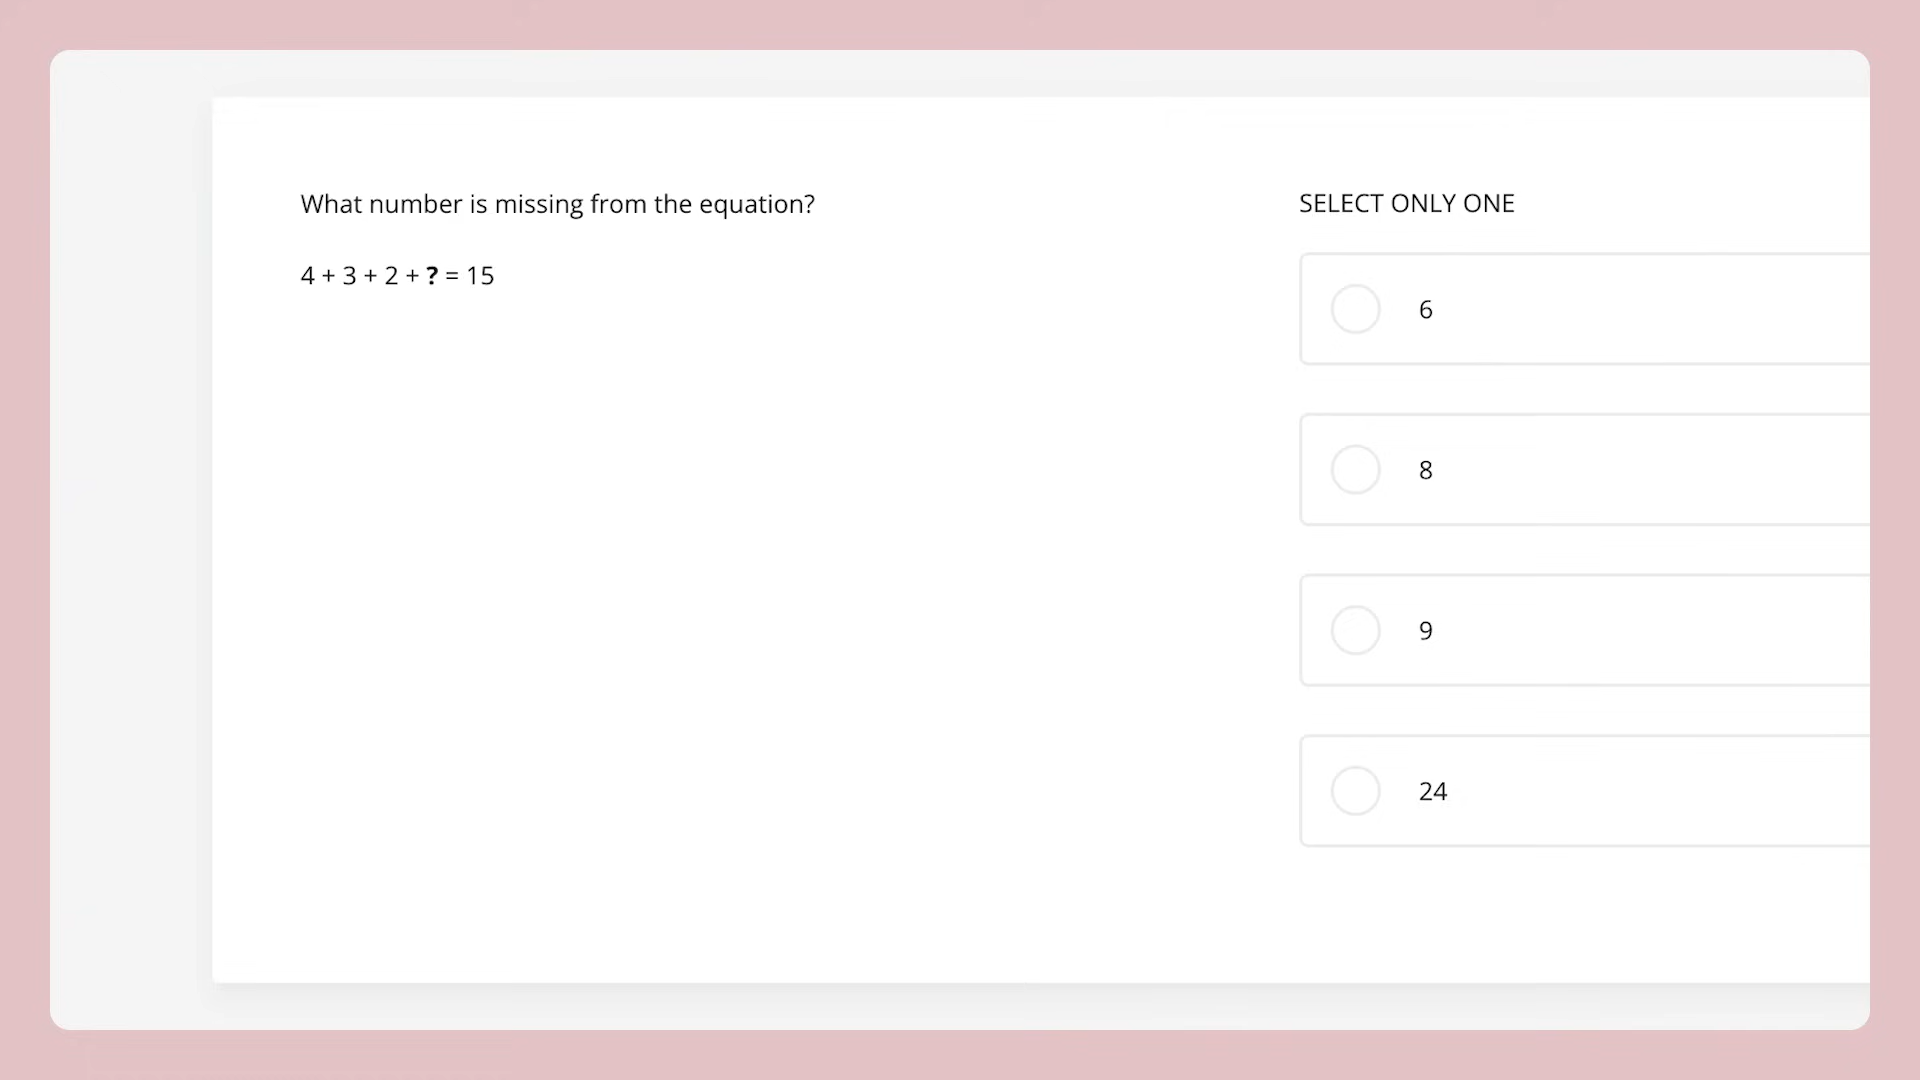 What number is missing from the equation?
4 + 3 + 2 + ? = 15
SELECT ONLY ONE
6
8
9
24